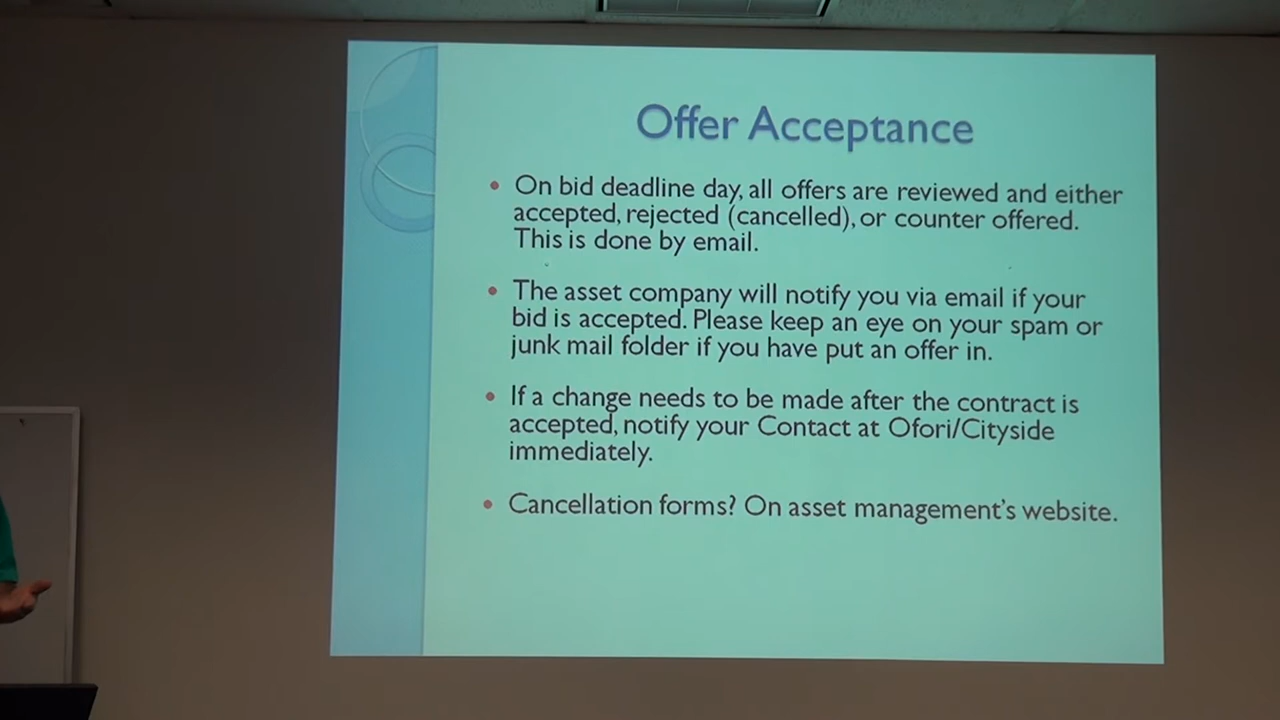 Offer Acceptance
• On bid deadline day, all offers are reviewed and either
accepted, rejected (cancelled), or counter offered.
This is done by email.
• The asset company will notify you via email if your
bid is accepted. Please keep an eye on your spam or
junk mail folder if you have put an offer in.
• If a change needs to be made after the contract is
accepted, notify your Contact at Ofori/Cityside
immediately.
• Cancellation forms? On asset management's website.